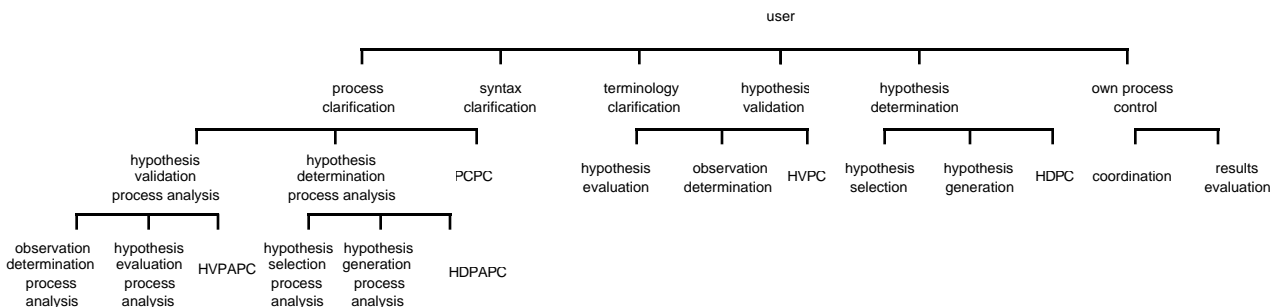 user
process
clarification
syntax
clarification
terminology
clarification
hypothesis
validation
hypothesis
determination
own process
control
hypothesis
validation
process analysis
hypothesis
determination
process analysis
PCPC
hypothesis
evaluation
observation
determination
HVPC
hypothesis
selection
hypothesis
generation
HDPC
coordination
results
evaluation
observation
determination
process
analysis
hypothesis
evaluation
process
analysis
HVPAPC
hypothesis
selection
process
analysis
hypothesis
generation
process
analysis
HDPAPC